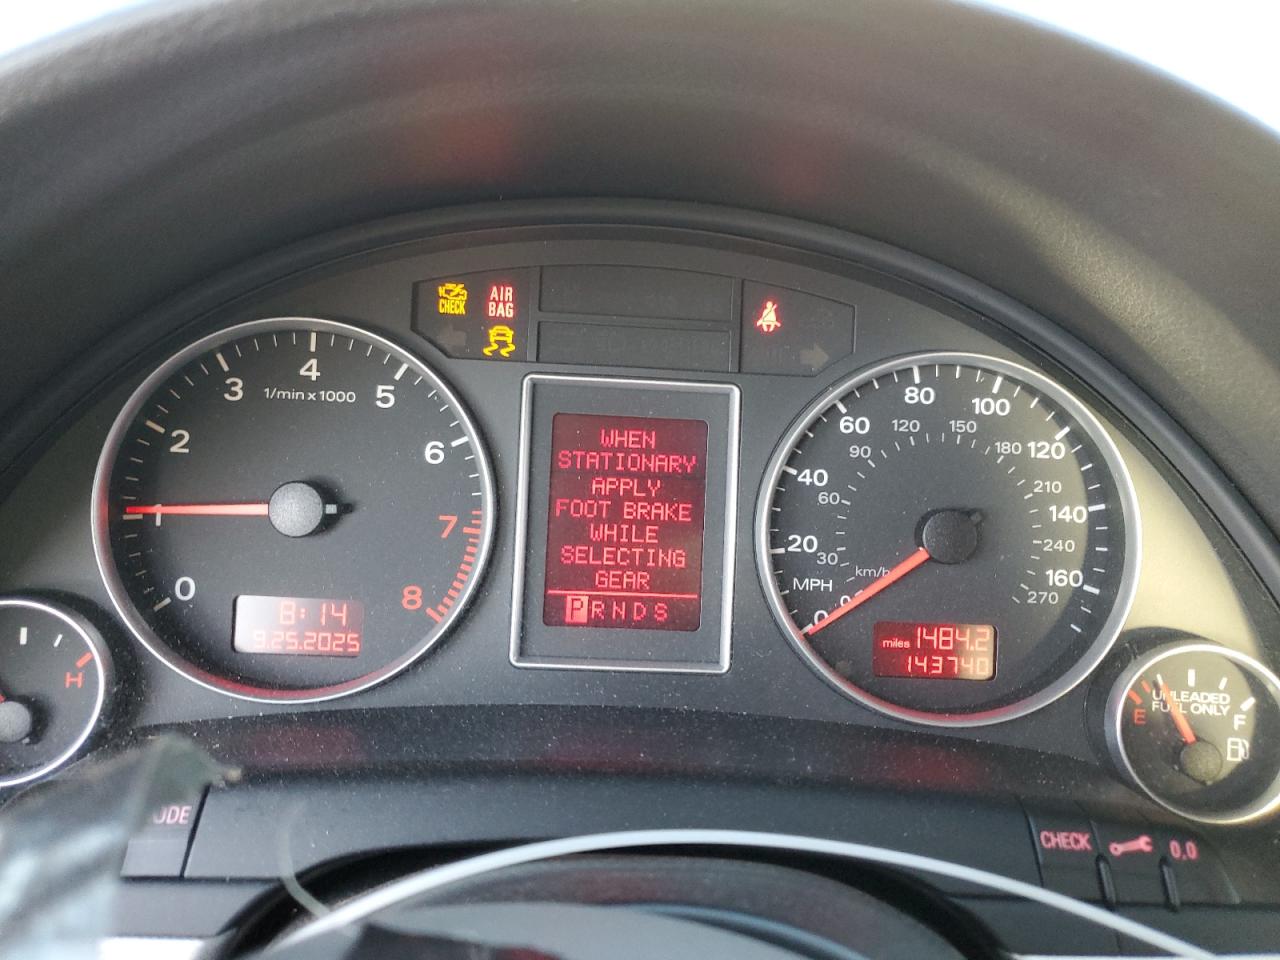 CHECK
AIR
BAG
0
1
2
3
4
5
6
7
8
1/min x 1000
8:14
9.25.2025
WHEN
STATIONARY
APPLY
FOOT BRAKE
WHILE
SELECTING
GEAR
P R N D S
0
20
40
60
80
100
120
140
160
MPH
km/h
0
30
60
90
120
150
180
210
240
270
miles 1484.2
143740
H
UNLEADED
FUEL ONLY
E
F
CHECK
0.0